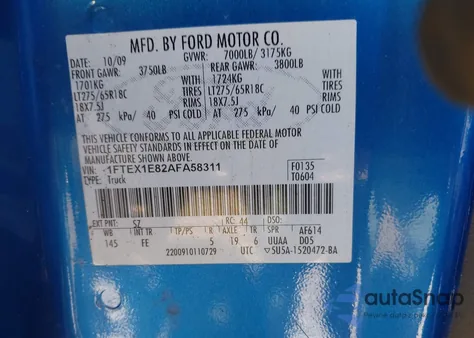 MFD. BY FORD MOTOR CO.
DATE: 10/09 GVWR: 7000LB/ 3175KG
FRONT GAWR: 3750LB REAR GAWR: 3800LB
1701KG WITH 1724KG WITH
LT275/65R18C TIRES LT275/65R18C TIRES
18X7.5J RIMS 18X7.5J RIMS
AT 275 kPa/ 40 PSI COLD AT 275 kPa/ 40 PSI COLD
THIS VEHICLE CONFORMS TO ALL APPLICABLE FEDERAL MOTOR
VEHICLE SAFETY AND BUMPER STANDARDS IN EFFECT ON THE DATE OF
MANUFACTURE SHOWN ABOVE.
VIN: 1FTEX1E82AFA58311 F0135
TYPE: Truck T0604
EXT PNT: SZ RC: 44 DSO:
WB INT TR TP/PS R AXLE TR SPR AF614
145 FE 5 19 6 UUAA D05
2200910110729 UTC 5U5A-1520472-BA
autoSnap